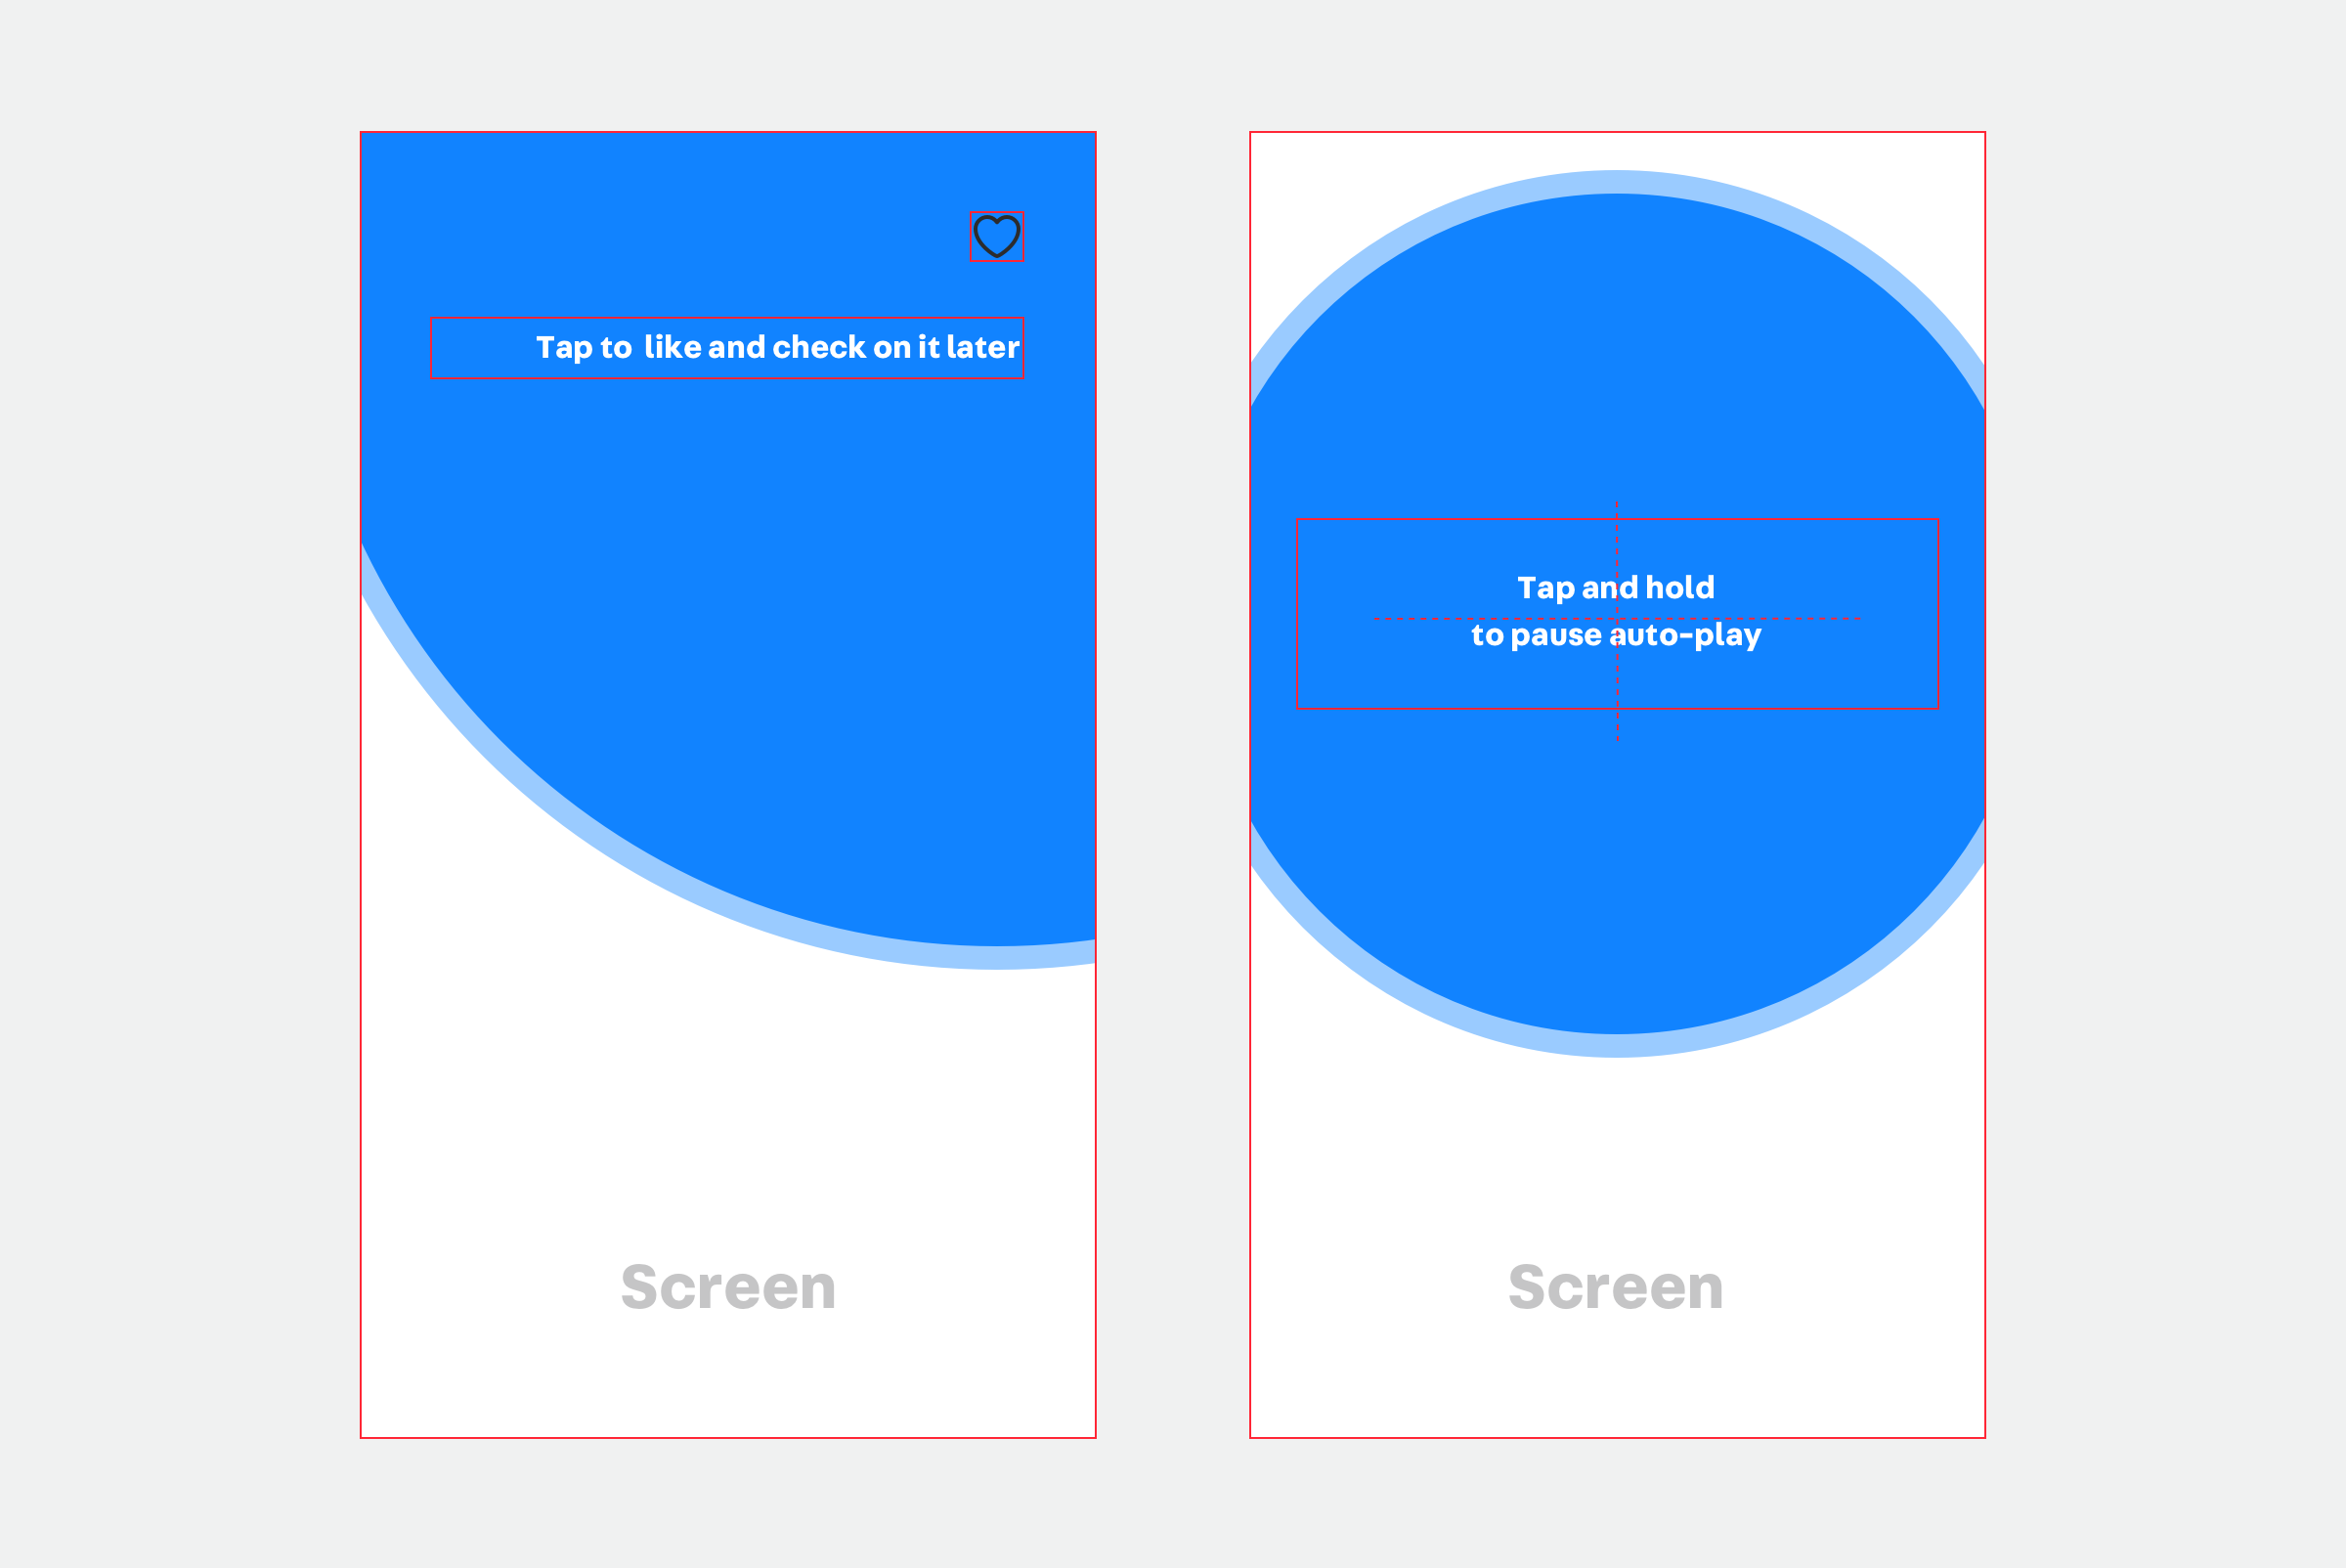 Tap to  like and check on it later
Screen
Tap and hold
to pause auto-play
Screen